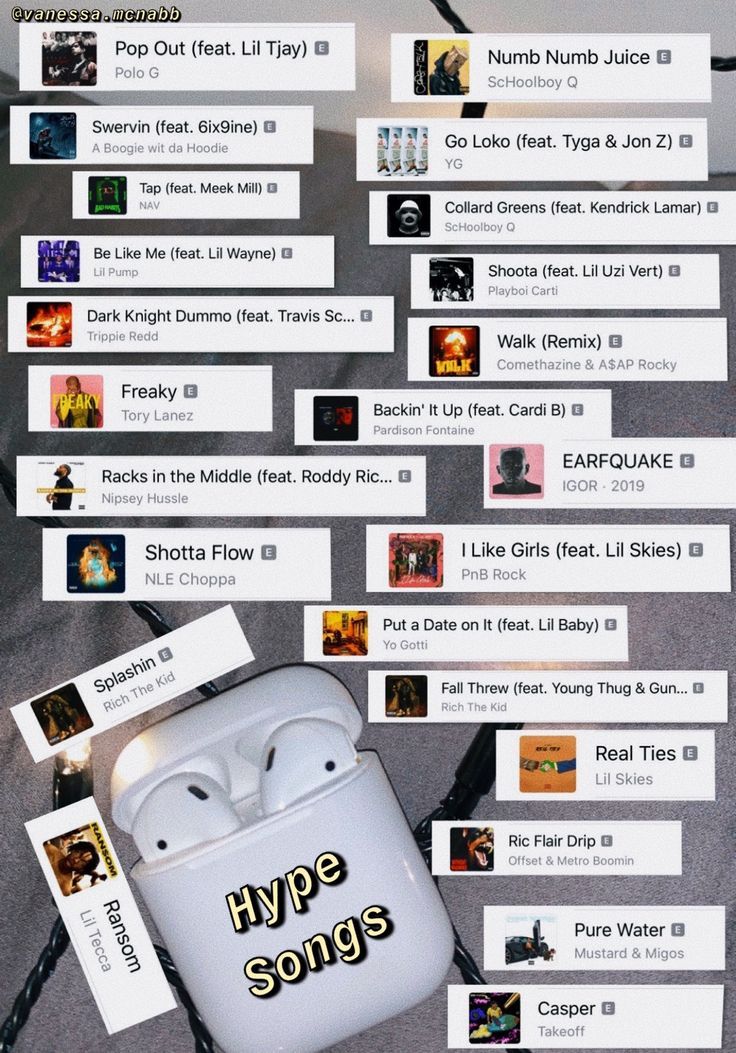 @vanessa.mcnabb
Pop Out (feat. Lil Tjay) E
Polo G
Numb Numb Juice E
ScHoolboy Q
Swervin (feat. 6ix9ine) E
A Boogie wit da Hoodie
Go Loko (feat. Tyga & Jon Z) E
YG
Tap (feat. Meek Mill) E
NAV
Collard Greens (feat. Kendrick Lamar) E
ScHoolboy Q
Be Like Me (feat. Lil Wayne) E
Lil Pump
Shoota (feat. Lil Uzi Vert) E
Playboi Carti
Dark Knight Dummo (feat. Travis Sc... E
Trippie Redd
WALK
Walk (Remix) E
Comethazine & A$AP Rocky
FREAKY
Freaky E
Tory Lanez
Backin' It Up (feat. Cardi B) E
Pardison Fontaine
Racks in the Middle (feat. Roddy Ric... E
Nipsey Hussle
EARFQUAKE E
IGOR · 2019
Shotta Flow E
NLE Choppa
I Like Girls (feat. Lil Skies) E
PnB Rock
Put a Date on It (feat. Lil Baby) E
Yo Gotti
Splashin E
Rich The Kid
Fall Threw (feat. Young Thug & Gun... E
Rich The Kid
Real Ties E
Lil Skies
RANSOM
Ransom
Lil Tecca
Ric Flair Drip E
Offset & Metro Boomin
Hype
Songs
Pure Water E
Mustard & Migos
Casper E
Takeoff